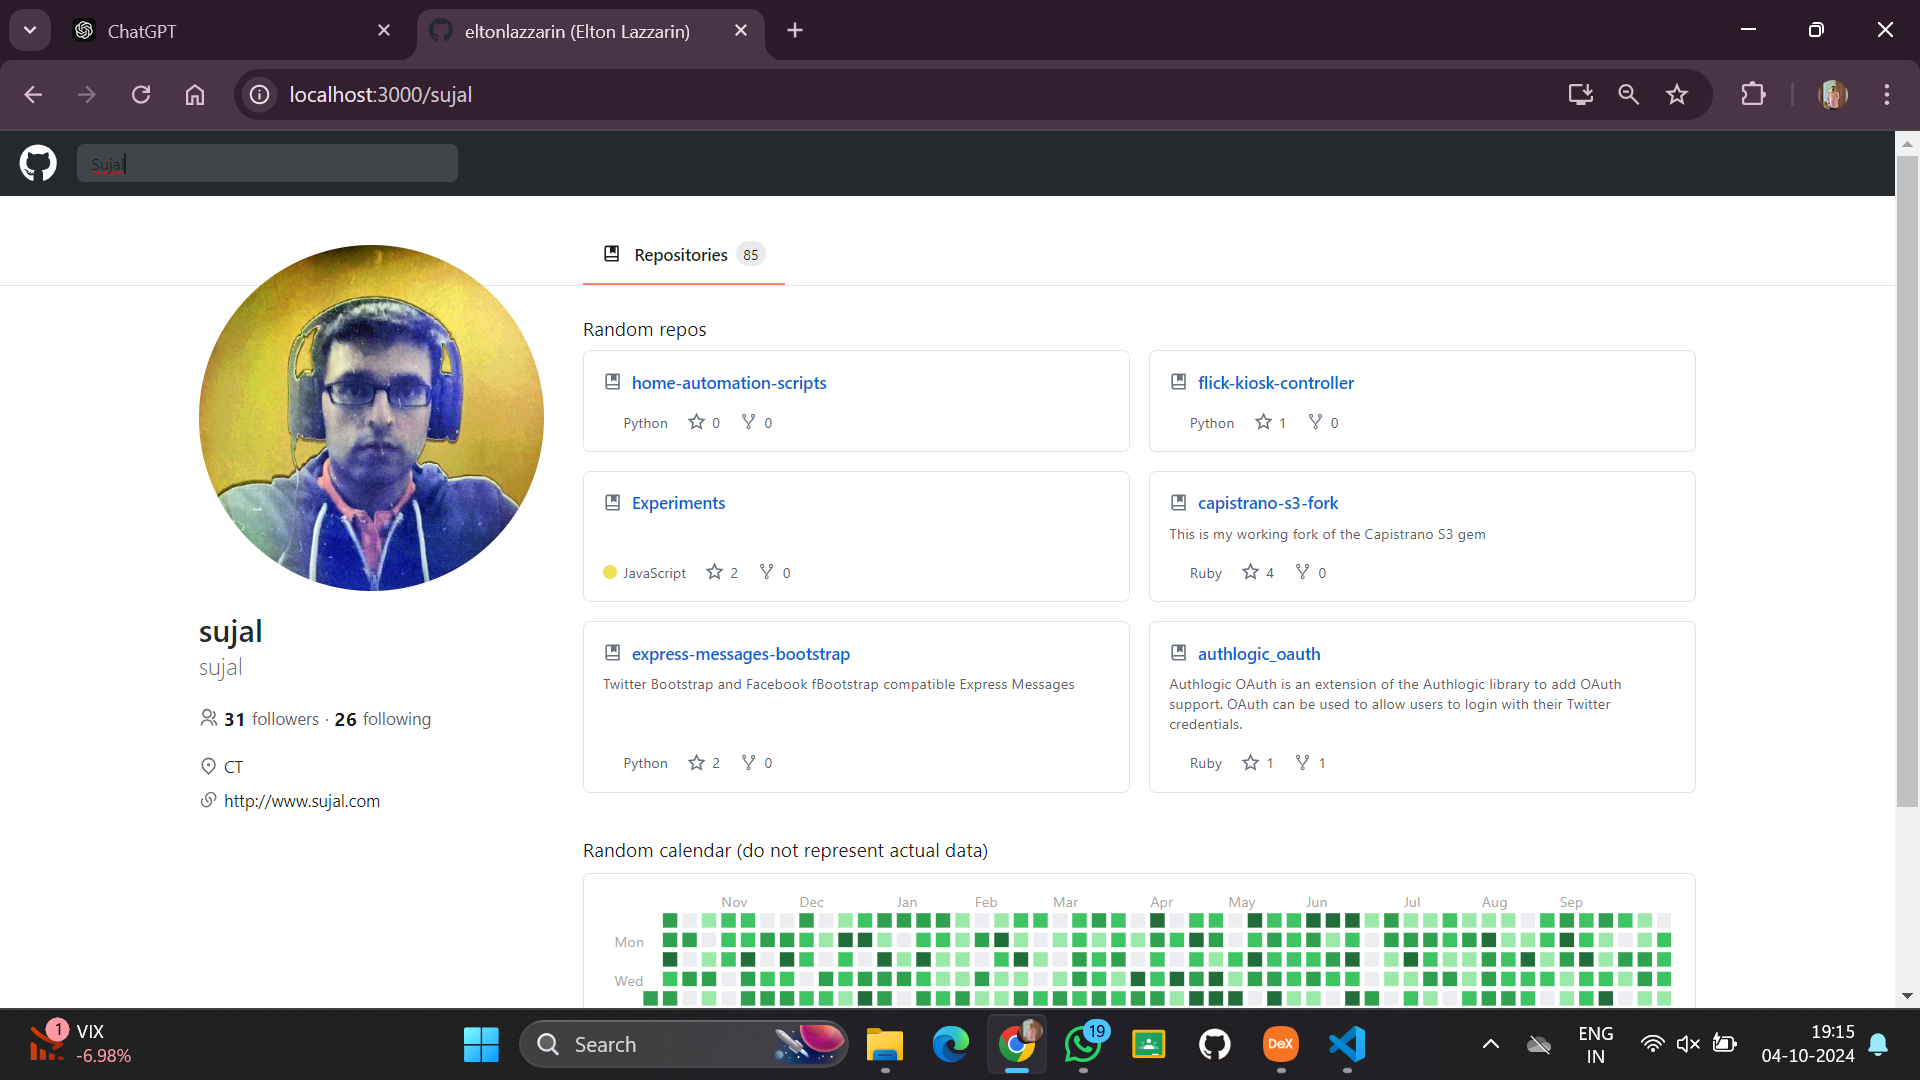 ChatGPT
eltonlazzarin (Elton Lazzarin)
localhost:3000/sujal
Sujal
Repositories 85
Random repos
home-automation-scripts
Python 0 0
flick-kiosk-controller
Python 1 0
Experiments
JavaScript 2 0
capistrano-s3-fork
This is my working fork of the Capistrano S3 gem
Ruby 4 0
express-messages-bootstrap
Twitter Bootstrap and Facebook fBootstrap compatible Express Messages
Python 2 0
authlogic_oauth
Authlogic OAuth is an extension of the Authlogic library to add OAuth
support. OAuth can be used to allow users to login with their Twitter
credentials.
Ruby 1 1
sujal
sujal
31 followers · 26 following
CT
http://www.sujal.com
Random calendar (do not represent actual data)
Nov Dec Jan Feb Mar Apr May Jun Jul Aug Sep
Mon
Wed
1
VIX
-6.98%
Search
19
DeX
ENG
IN
19:15
04-10-2024